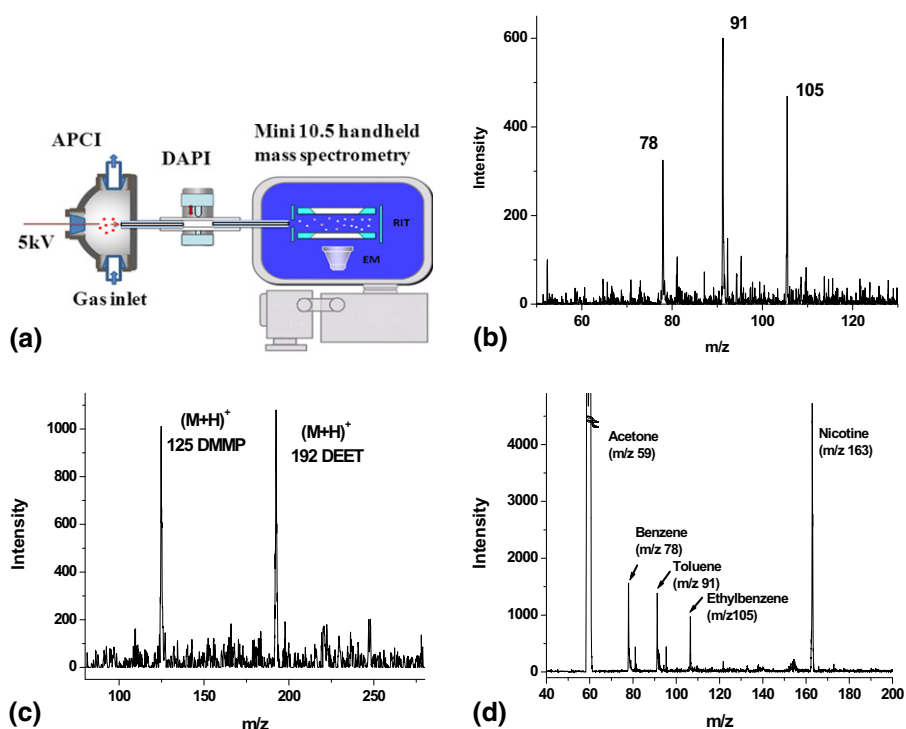 APCI
DAPI
Mini 10.5 handheld
mass spectrometry
5kV
RIT
EM
Gas inlet
(a)
600
400
200
0
Intensity
78
91
105
60
80
100
120
m/z
(b)
1000
800
600
400
200
0
Intensity
(M+H)+
125 DMMP
(M+H)+
192 DEET
100
150
200
250
m/z
(c)
4000
3000
2000
1000
0
Intensity
Acetone
(m/z 59)
Benzene
(m/z 78)
Toluene
(m/z 91)
Ethylbenzene
(m/z105)
Nicotine
(m/z 163)
40
60
80
100
120
140
160
180
200
m/z
(d)